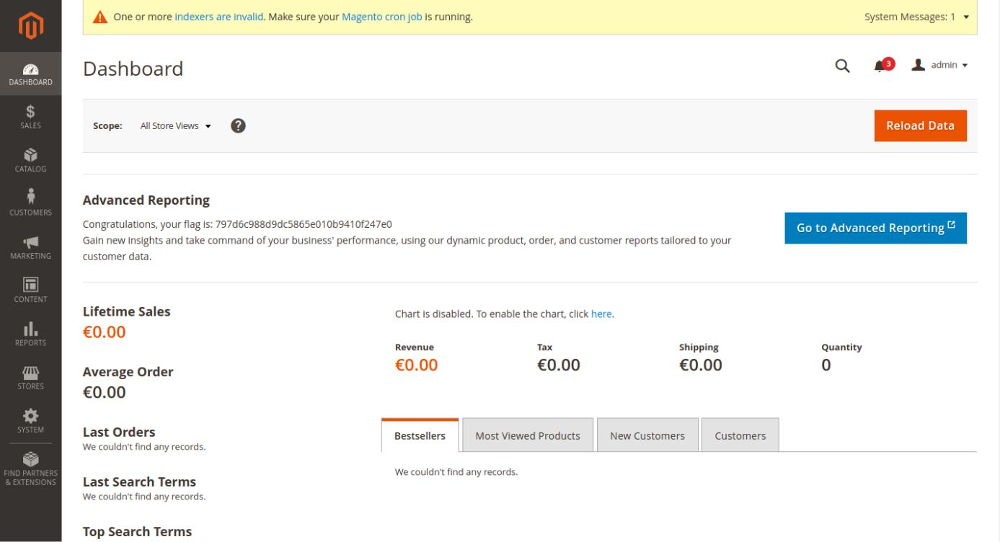 One or more indexers are invalid. Make sure your Magento cron job is running.
System Messages: 1
DASHBOARD
SALES
CATALOG
CUSTOMERS
MARKETING
CONTENT
REPORTS
STORES
SYSTEM
FIND PARTNERS
& EXTENSIONS
Dashboard
3
admin
Scope: All Store Views ?
Reload Data
Advanced Reporting
Congratulations, your flag is: 797d6c988d9dc5865e010b9410f247e0
Gain new insights and take command of your business' performance, using our dynamic product, order, and customer reports tailored to your
customer data.
Go to Advanced Reporting
Lifetime Sales
€0.00
Average Order
€0.00
Last Orders
We couldn't find any records.
Last Search Terms
We couldn't find any records.
Top Search Terms
Chart is disabled. To enable the chart, click here.
Revenue Tax Shipping Quantity
€0.00 €0.00 €0.00 0
Bestsellers Most Viewed Products New Customers Customers
We couldn't find any records.